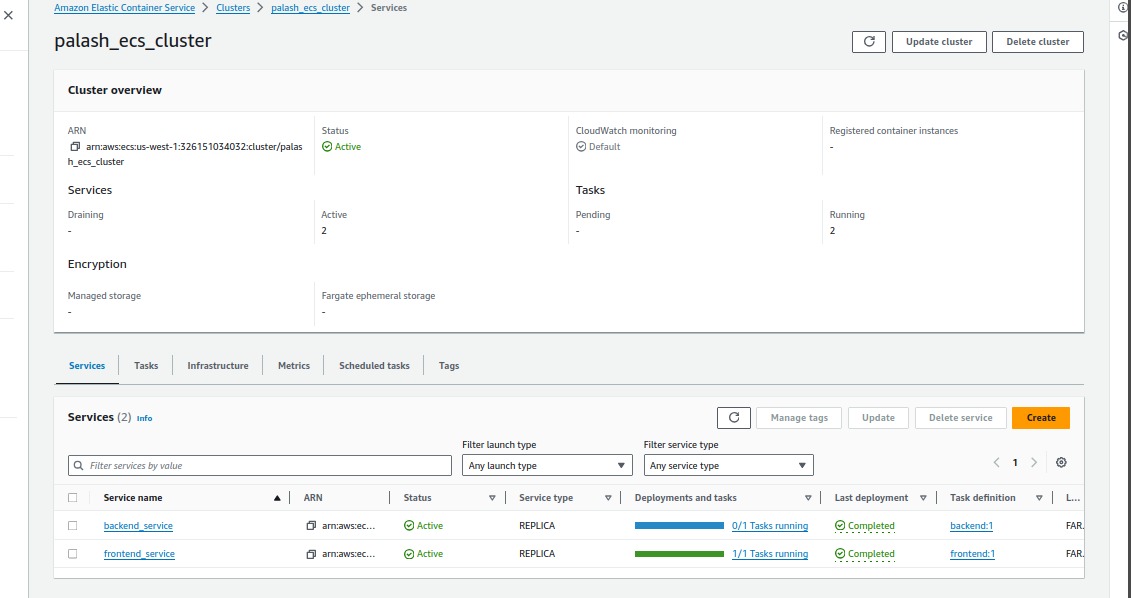 Amazon Elastic Container Service > Clusters > palash_ecs_cluster > Services
palash_ecs_cluster
Update cluster Delete cluster
Cluster overview
ARN Status CloudWatch monitoring Registered container instances
arn:aws:ecs:us-west-1:326151034032:cluster/palas Active Default -
h_ecs_cluster
Services Tasks
Draining Active Pending Running
- 2 - 2
Encryption
Managed storage Fargate ephemeral storage
- -
Services Tasks Infrastructure Metrics Scheduled tasks Tags
Services (2) Info Manage tags Update Delete service Create
Filter launch type Filter service type
Filter services by value Any launch type Any service type 1
Service name ARN Status Service type Deployments and tasks Last deployment Task definition L...
backend_service arn:aws:ec... Active REPLICA 0/1 Tasks running Completed backend:1 FAR.
frontend_service arn:aws:ec... Active REPLICA 1/1 Tasks running Completed frontend:1 FAR.